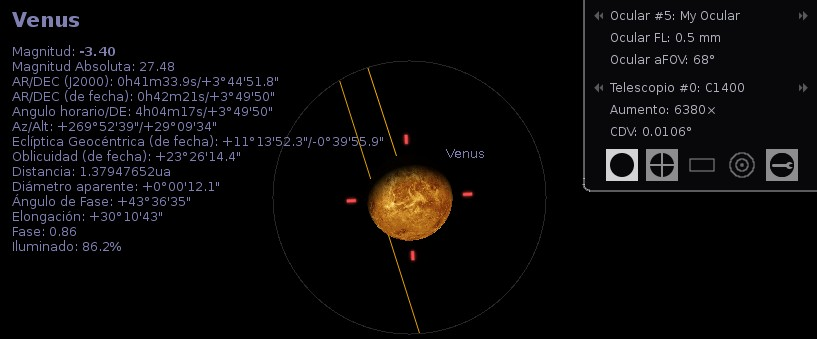 Venus
Magnitud: -3.40
Magnitud Absoluta: 27.48
AR/DEC (J2000): 0h41m33.9s/+3°44'51.8"
AR/DEC (de fecha): 0h42m21s/+3°49'50"
Angulo horario/DE: 4h04m17s/+3°49'50"
Az/Alt: +269°52'39"/+29°09'34"
Eclíptica Geocéntrica (de fecha): +11°13'52.3"/-0°39'55.9"
Oblicuidad (de fecha): +23°26'14.4"
Distancia: 1.37947652ua
Diámetro aparente: +0°00'12.1"
Ángulo de Fase: +43°36'35"
Elongación: +30°10'43"
Fase: 0.86
Iluminado: 86.2%
Venus
Ocular #5: My Ocular
Ocular FL: 0.5 mm
Ocular aFOV: 68°
Telescopio #0: C1400
Aumento: 6380×
CDV: 0.0106°